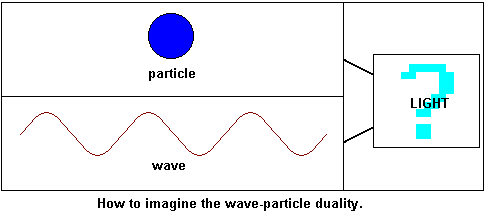 particle
LIGHT
wave
How to imagine the wave-particle duality.